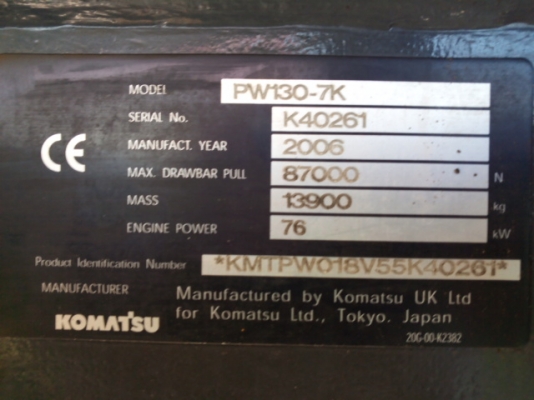 MODEL PW130-7K
SERIAL No. K40261
MANUFACT. YEAR 2006
MAX. DRAWBAR PULL 87000 N
MASS 13900 kg
ENGINE POWER 76 kW
CE
Product Identification Number *KMTPW018V55K40261*
MANUFACTURER Manufactured by Komatsu UK Ltd
for Komatsu Ltd., Tokyo. Japan
KOMATSU
20G-00-K2382